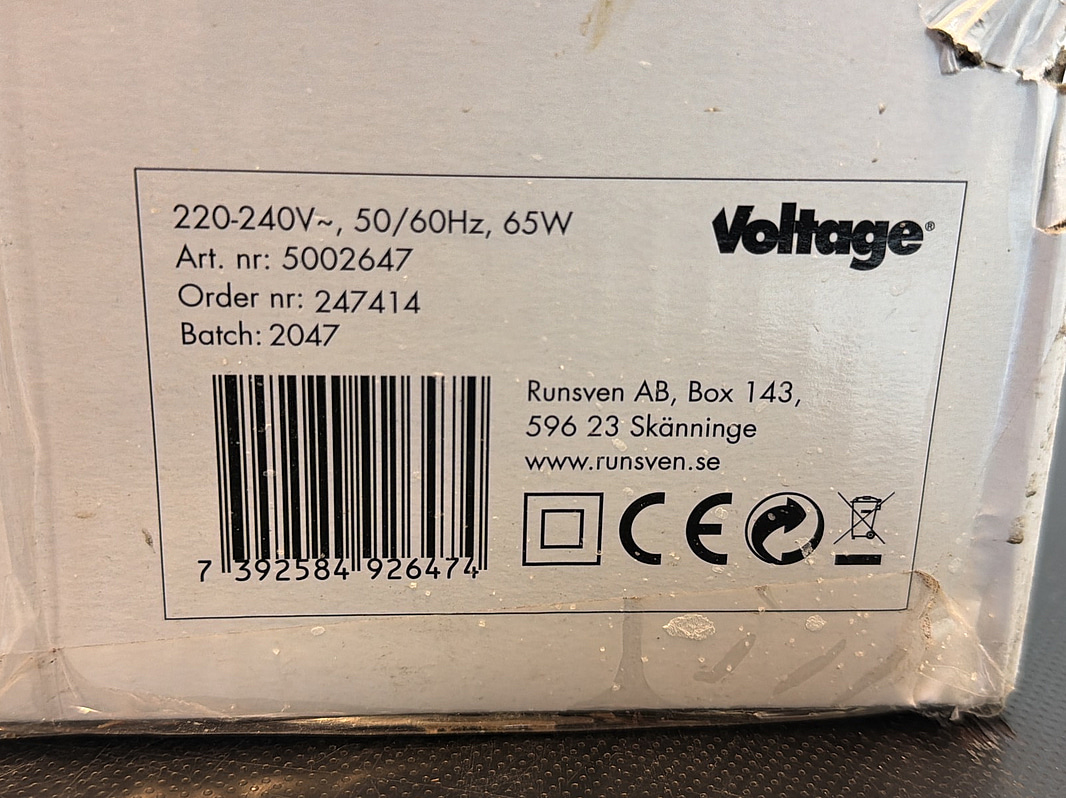 220-240V~, 50/60Hz, 65W
Voltage®
Art. nr: 5002647
Order nr: 247414
Batch: 2047
Runsven AB, Box 143,
596 23 Skänninge
www.runsven.se
CE
7 392584 926474